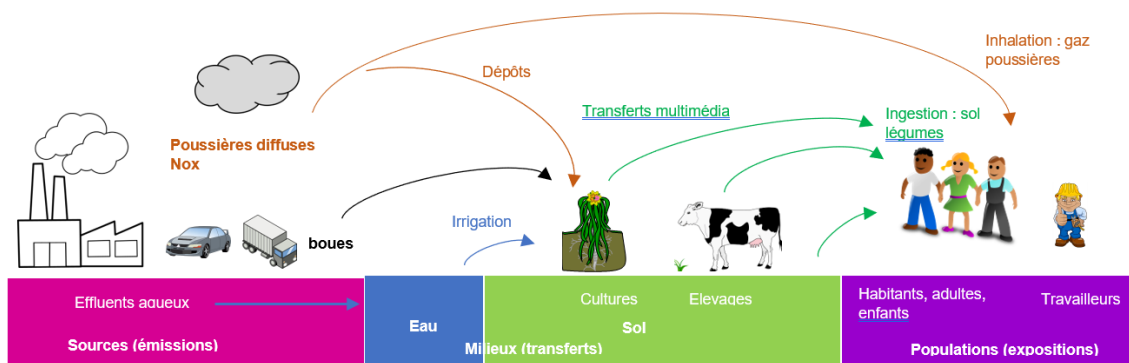 Inhalation : gaz
poussières
Dépôts
Transferts multimédia
Ingestion : sol
légumes
Poussières diffuses
Nox
boues
Irrigation
Effluents aqueux
Eau
Cultures
Elevages
Sol
Habitants, adultes,
enfants
Travailleurs
Sources (émissions)
Milieux (transferts)
Populations (expositions)